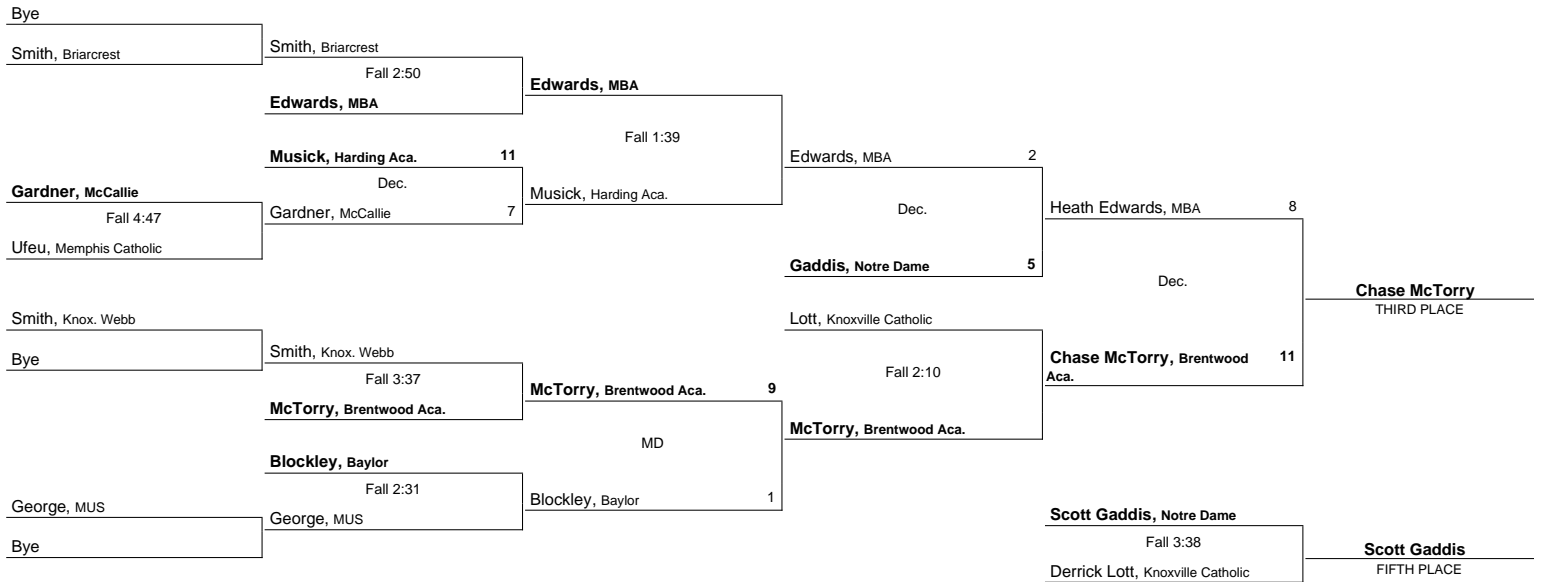 Bye
Smith, Briarcrest
Smith, Briarcrest
Fall 2:50
Edwards, MBA
Edwards, MBA
Fall 1:39
Musick, Harding Aca. 11
Dec.
Gardner, McCallie 7
Musick, Harding Aca.
Gardner, McCallie
Fall 4:47
Ufeu, Memphis Catholic
Edwards, MBA 2
Dec.
Gaddis, Notre Dame 5
Heath Edwards, MBA 8
Dec.
Chase McTorry, Brentwood 11
Aca.
Chase McTorry
THIRD PLACE
Smith, Knox. Webb
Bye
Smith, Knox. Webb
Fall 3:37
McTorry, Brentwood Aca.
McTorry, Brentwood Aca. 9
MD
Blockley, Baylor 1
Blockley, Baylor
Fall 2:31
George, MUS
George, MUS
Bye
Lott, Knoxville Catholic
Fall 2:10
McTorry, Brentwood Aca.
Scott Gaddis, Notre Dame
Fall 3:38
Derrick Lott, Knoxville Catholic
Scott Gaddis
FIFTH PLACE